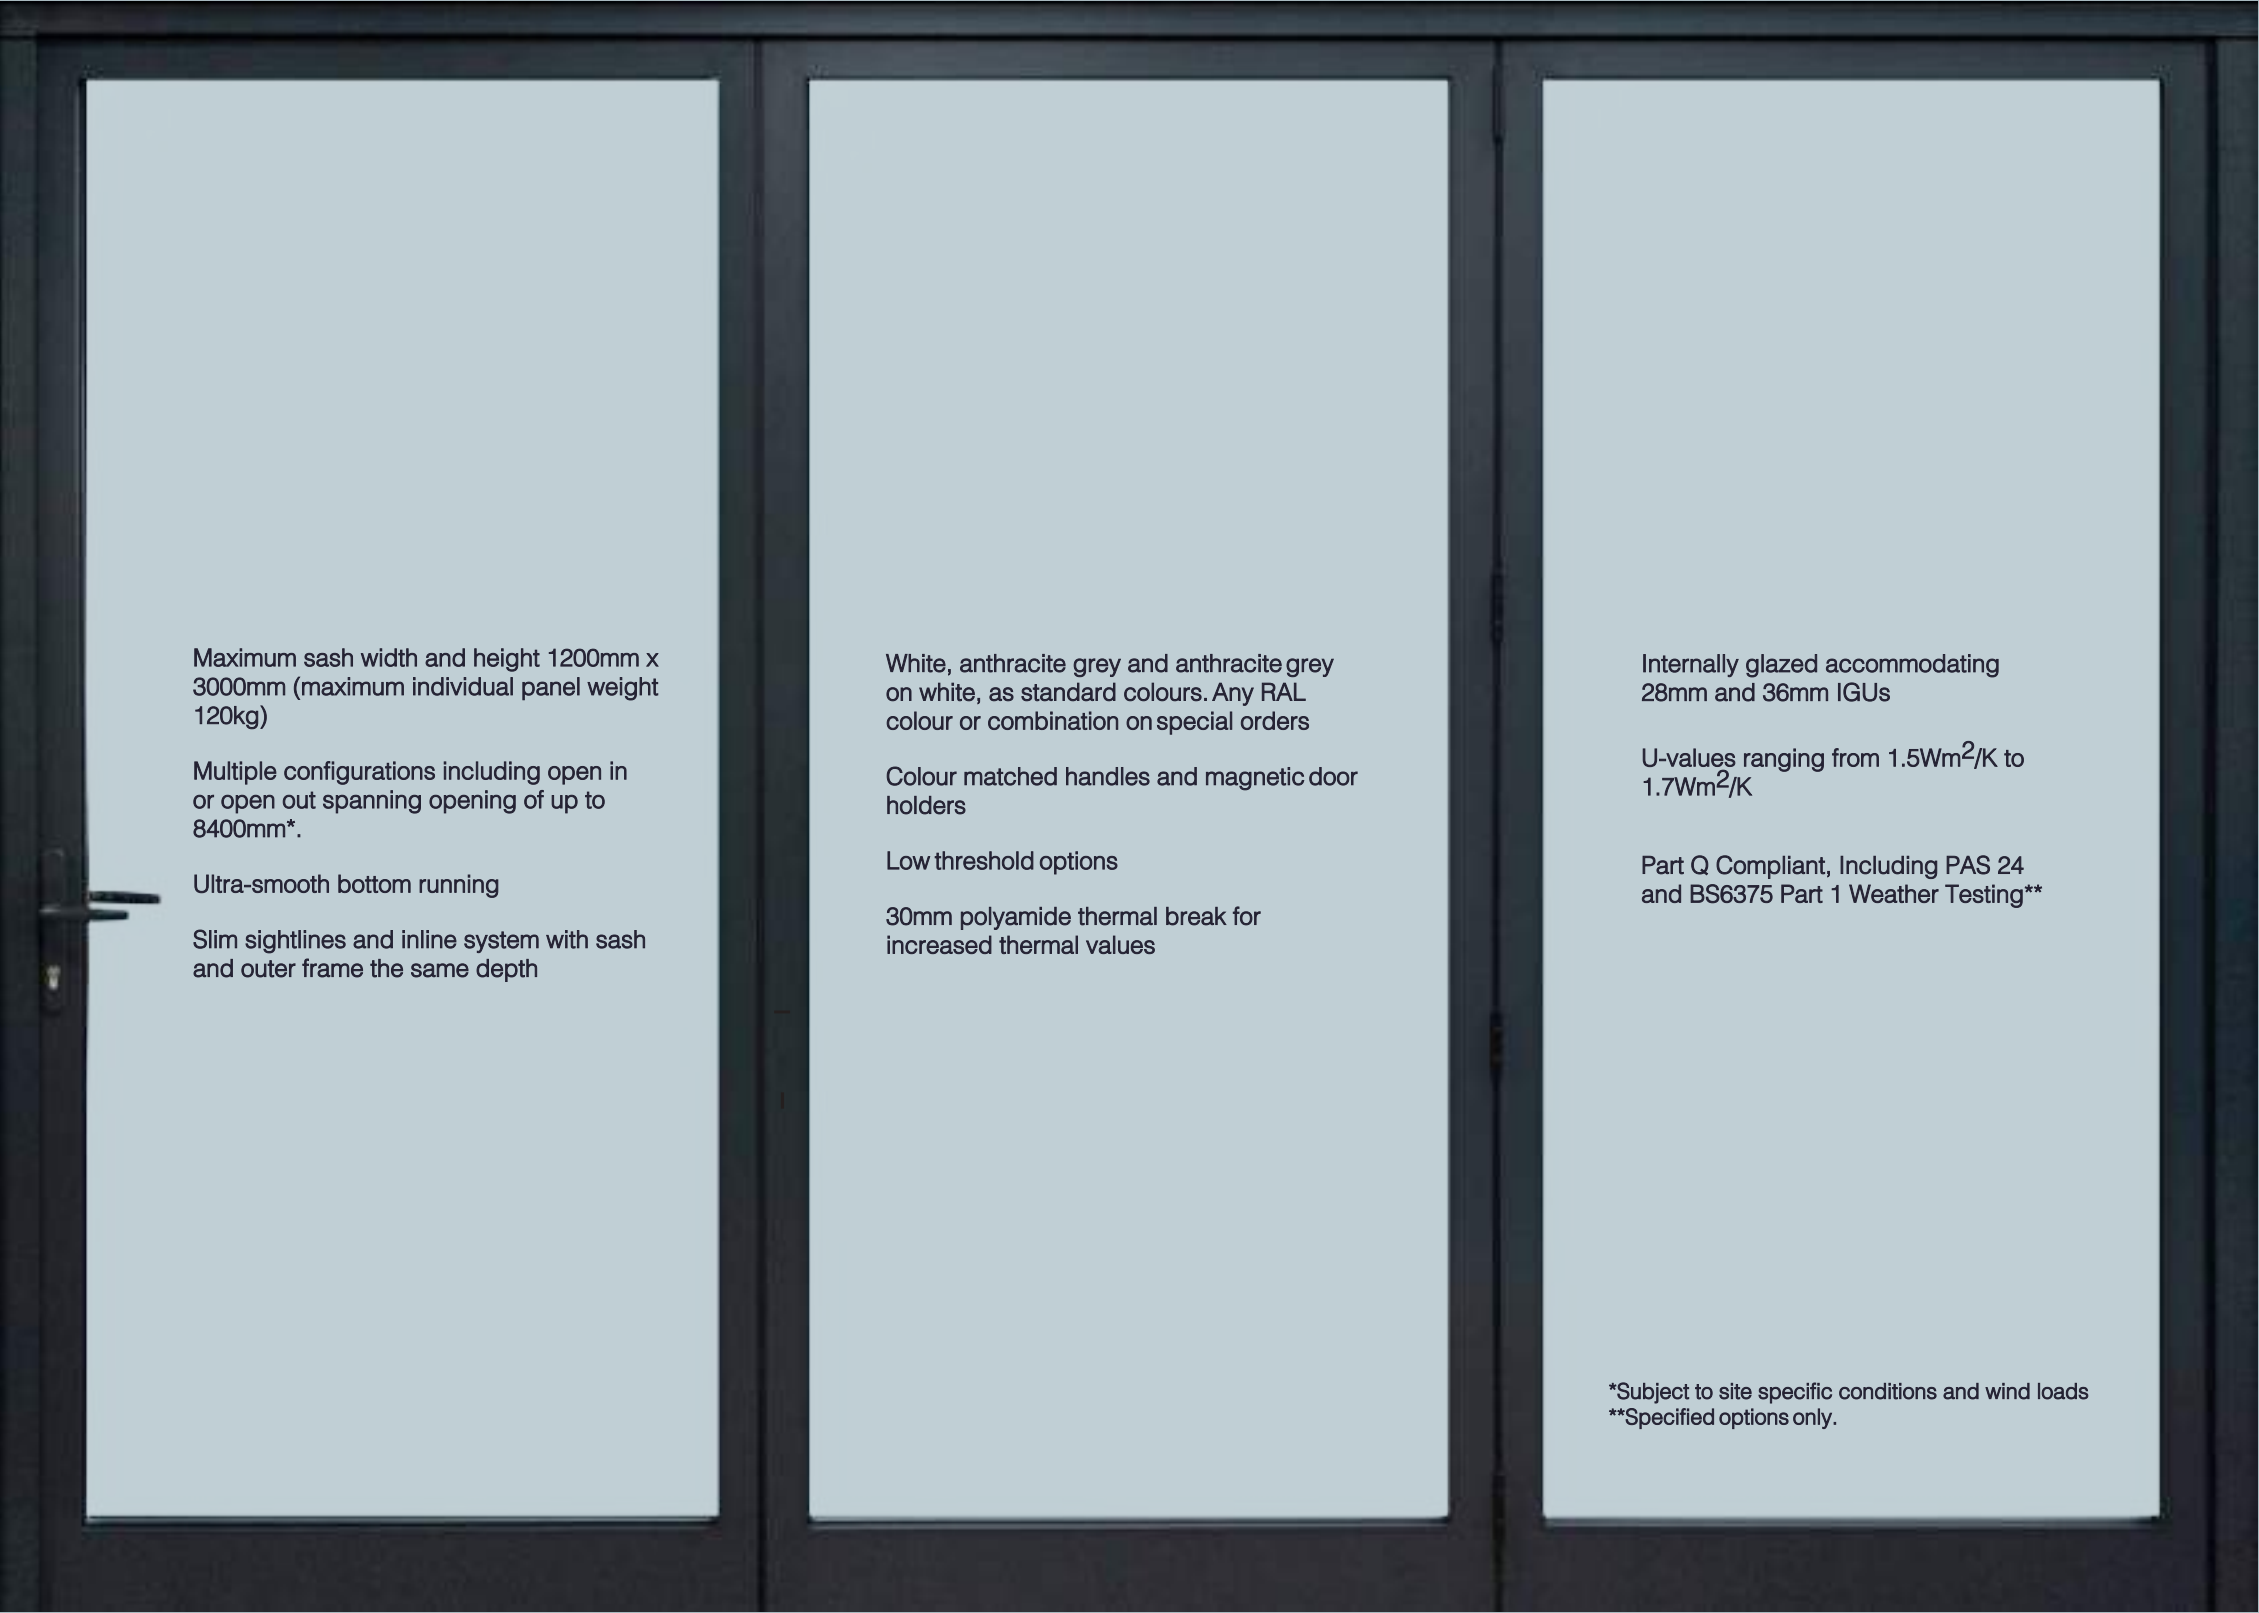 Maximum sash width and height 1200mm x
3000mm (maximum individual panel weight
120kg)
Multiple configurations including open in
or open out spanning opening of up to
8400mm*.
Ultra-smooth bottom running
Slim sightlines and inline system with sash
and outer frame the same depth
White, anthracite grey and anthracite grey
on white, as standard colours. Any RAL
colour or combination on special orders
Colour matched handles and magnetic door
holders
Low threshold options
30mm polyamide thermal break for
increased thermal values
Internally glazed accommodating
28mm and 36mm IGUs
U-values ranging from 1.5Wm²/K to
1.7Wm²/K
Part Q Compliant, Including PAS 24
and BS6375 Part 1 Weather Testing**
*Subject to site specific conditions and wind loads
**Specified options only.